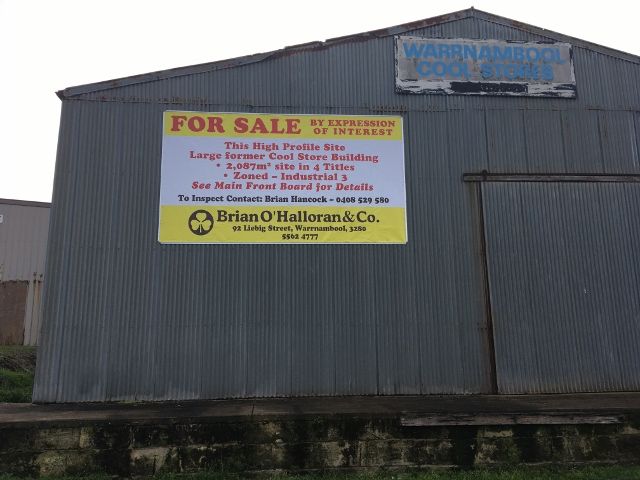 WARRNAMBOOL
COOL STORES
FOR SALE BY EXPRESSION
OF INTEREST
This High Profile Site
Large former Cool Store Building
• 2,087m² site in 4 Titles
• Zoned – Industrial 3
See Main Front Board for Details
To Inspect Contact: Brian Hancock - 0408 529 580
Brian O'Halloran & Co.
92 Liebig Street, Warrnambool, 3280
5562 4777